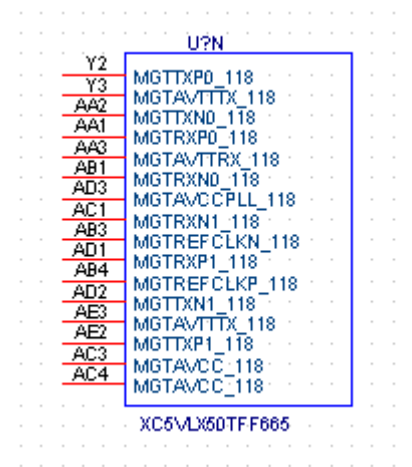 U?N
Y2 MGTTXP0_118
Y3 MGTAVTTTX_118
AA2 MGTTXN0_118
AA1 MGTRXP0_118
AA3 MGTAVTTRX_118
AB1 MGTRXN0_118
AD3 MGTAVCCPLL_118
AC1 MGTRXN1_118
AB3 MGTREFCLKN_118
AD1 MGTRXP1_118
AB4 MGTREFCLKP_118
AD2 MGTTXN1_118
AE3 MGTAVTTTX_118
AE2 MGTTXP1_118
AC3 MGTAVCC_118
AC4 MGTAVCC_118
XC5VLX50TFF665